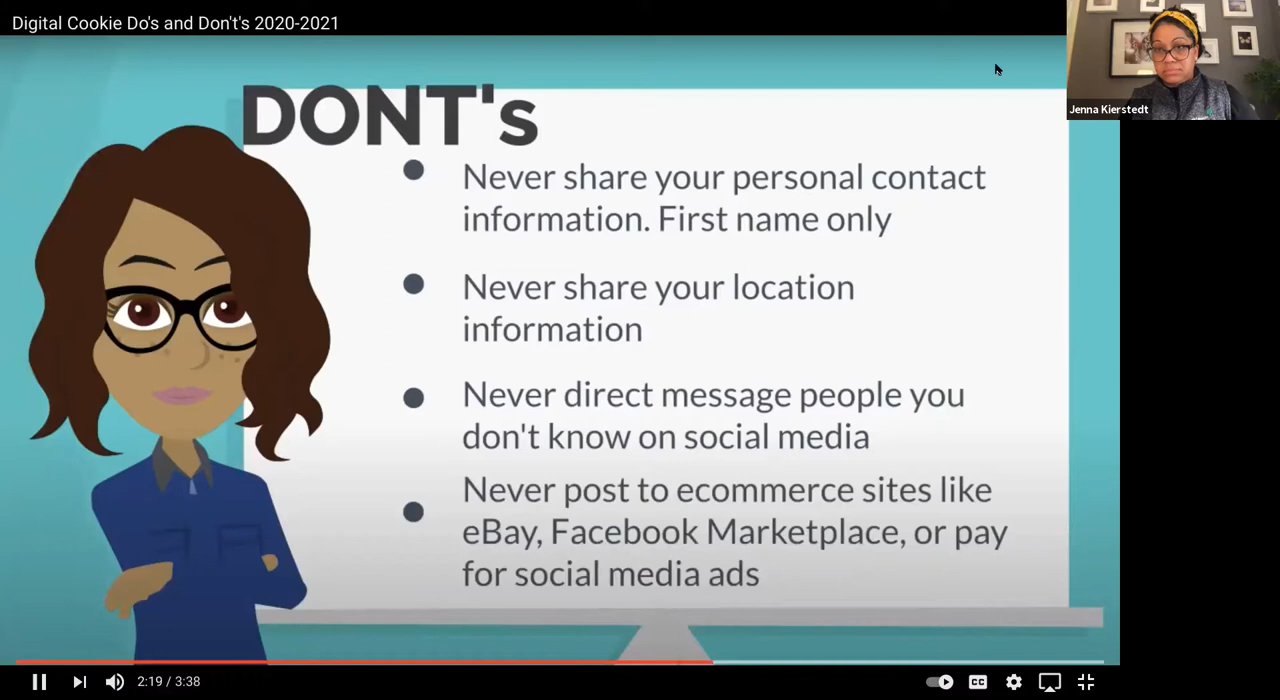 Digital Cookie Do's and Don't's 2020-2021
Jenna Kierstedt
DONT's
Never share your personal contact
information. First name only
Never share your location
information
Never direct message people you
don't know on social media
Never post to ecommerce sites like
eBay, Facebook Marketplace, or pay
for social media ads
2:19 / 3:38
CC